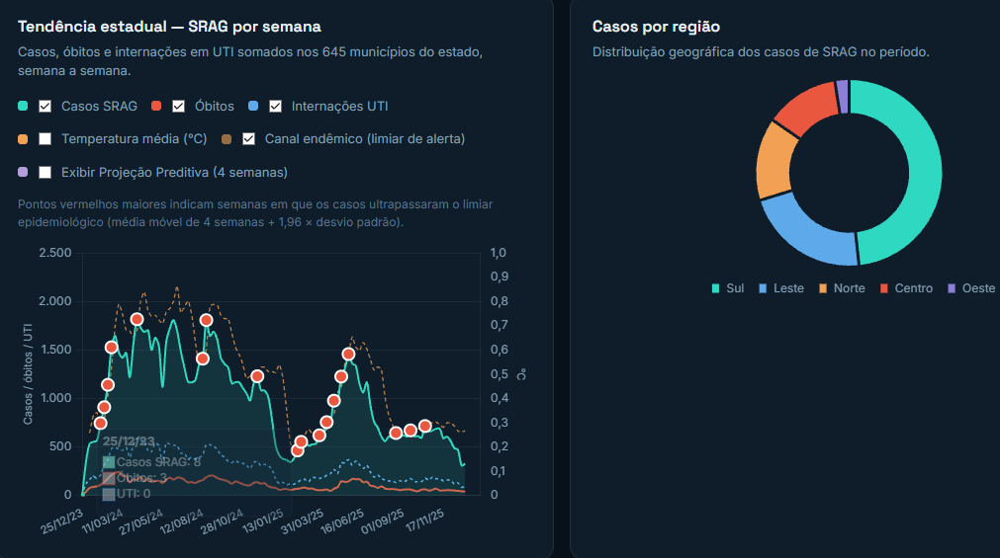 Tendência estadual — SRAG por semana
Casos, óbitos e internações em UTI somados nos 645 municípios do estado,
semana a semana.
Casos SRAG Óbitos Internações UTI
Temperatura média (°C) Canal endêmico (limiar de alerta)
Exibir Projeção Preditiva (4 semanas)
Pontos vermelhos maiores indicam semanas em que os casos ultrapassaram o limiar
epidemiológico (média móvel de 4 semanas + 1,96 × desvio padrão).
2.500 1,0
0,9
2.000 0,8
0,7
1.500 0,6
0,5
1.000 0,4
0,3
500 0,2
0,1
0 0
Casos / óbitos / UTI
°C
25/12/23
Casos SRAG: 8
Óbitos: 3
UTI: 0
25/12/23 11/03/24 27/05/24 12/08/24 28/10/24 13/01/25 31/03/25 16/06/25 01/09/25 17/11/25
Casos por região
Distribuição geográfica dos casos de SRAG no período.
Sul Leste Norte Centro Oeste